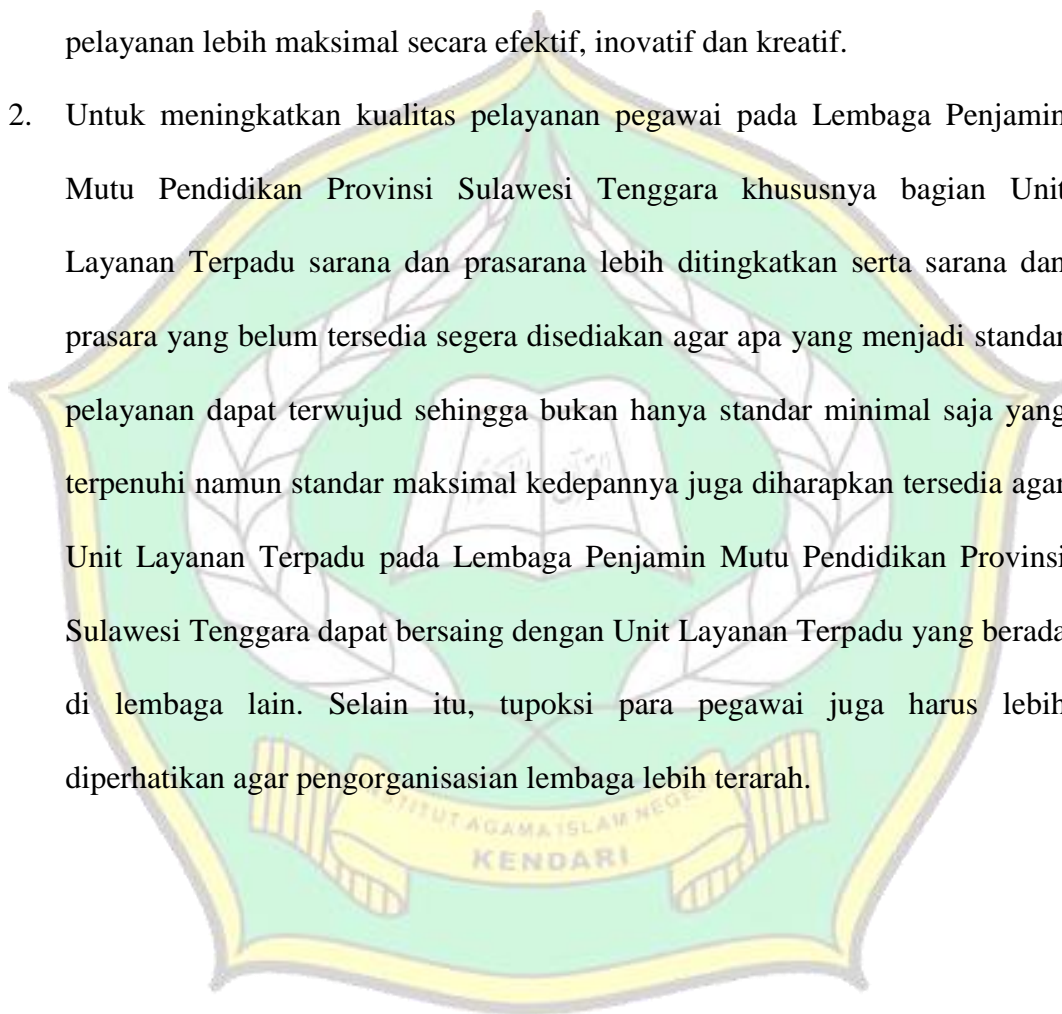 pelayanan lebih maksimal secara efektif, inovatif dan kreatif.
2. Untuk meningkatkan kualitas pelayanan pegawai pada Lembaga Penjamin
Mutu Pendidikan Provinsi Sulawesi Tenggara khususnya bagian Unit
Layanan Terpadu sarana dan prasarana lebih ditingkatkan serta sarana dan
prasara yang belum tersedia segera disediakan agar apa yang menjadi standar
pelayanan dapat terwujud sehingga bukan hanya standar minimal saja yang
terpenuhi namun standar maksimal kedepannya juga diharapkan tersedia agar
Unit Layanan Terpadu pada Lembaga Penjamin Mutu Pendidikan Provinsi
Sulawesi Tenggara dapat bersaing dengan Unit Layanan Terpadu yang berada
di lembaga lain. Selain itu, tupoksi para pegawai juga harus lebih
diperhatikan agar pengorganisasian lembaga lebih terarah.
INSTITUT AGAMA ISLAM NEGERI
KENDARI